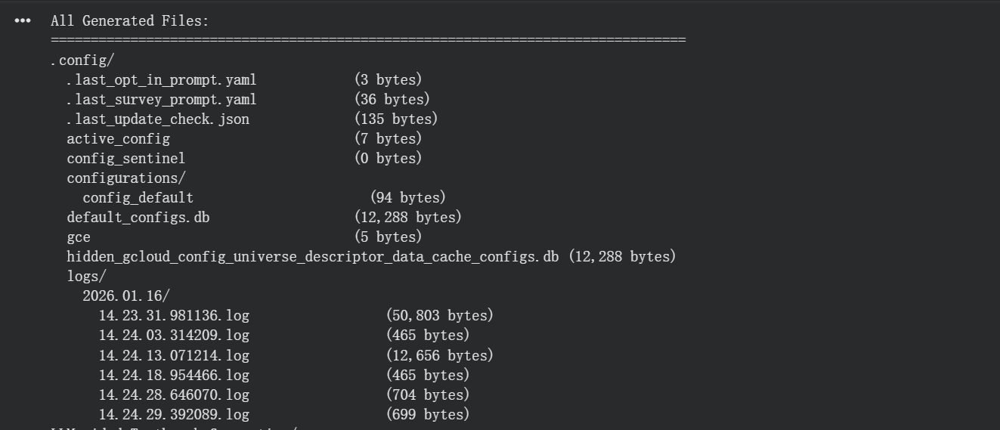 ••• All Generated Files:
================================================================================
.config/
  .last_opt_in_prompt.yaml             (3 bytes)
  .last_survey_prompt.yaml             (36 bytes)
  .last_update_check.json              (135 bytes)
  active_config                        (7 bytes)
  config_sentinel                      (0 bytes)
  configurations/
    config_default                       (94 bytes)
  default_configs.db                   (12,288 bytes)
  gce                                  (5 bytes)
  hidden_gcloud_config_universe_descriptor_data_cache_configs.db (12,288 bytes)
  logs/
    2026.01.16/
      14.23.31.981136.log                  (50,803 bytes)
      14.24.03.314209.log                  (465 bytes)
      14.24.13.071214.log                  (12,656 bytes)
      14.24.18.954466.log                  (465 bytes)
      14.24.28.646070.log                  (704 bytes)
      14.24.29.392089.log                  (699 bytes)